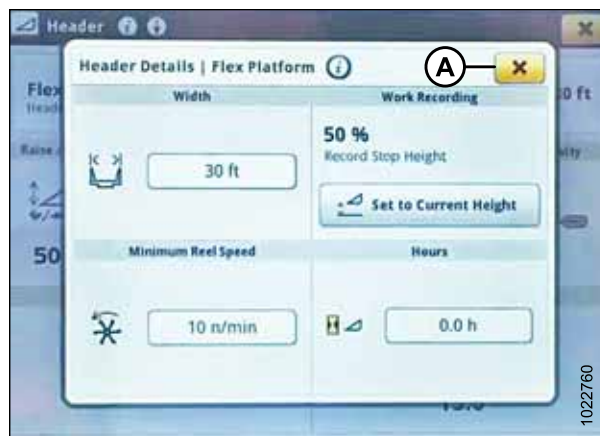 Header
Header Details | Flex Platform
A
Flex
0 ft
Width
Work Recording
50 %
Record Stop Height
30 ft
Set to Current Height
50
Minimum Reel Speed
Hours
10 n/min
0.0 h
1022760